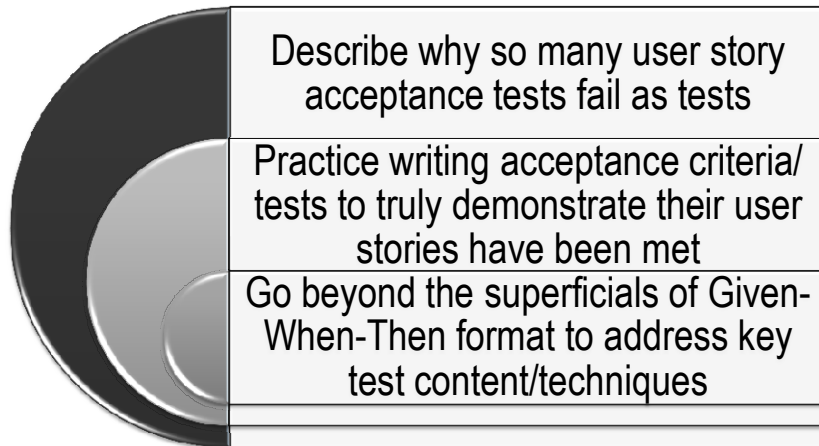 Describe why so many user story
acceptance tests fail as tests
Practice writing acceptance criteria/
tests to truly demonstrate their user
stories have been met
Go beyond the superficials of Given-
When-Then format to address key
test content/techniques